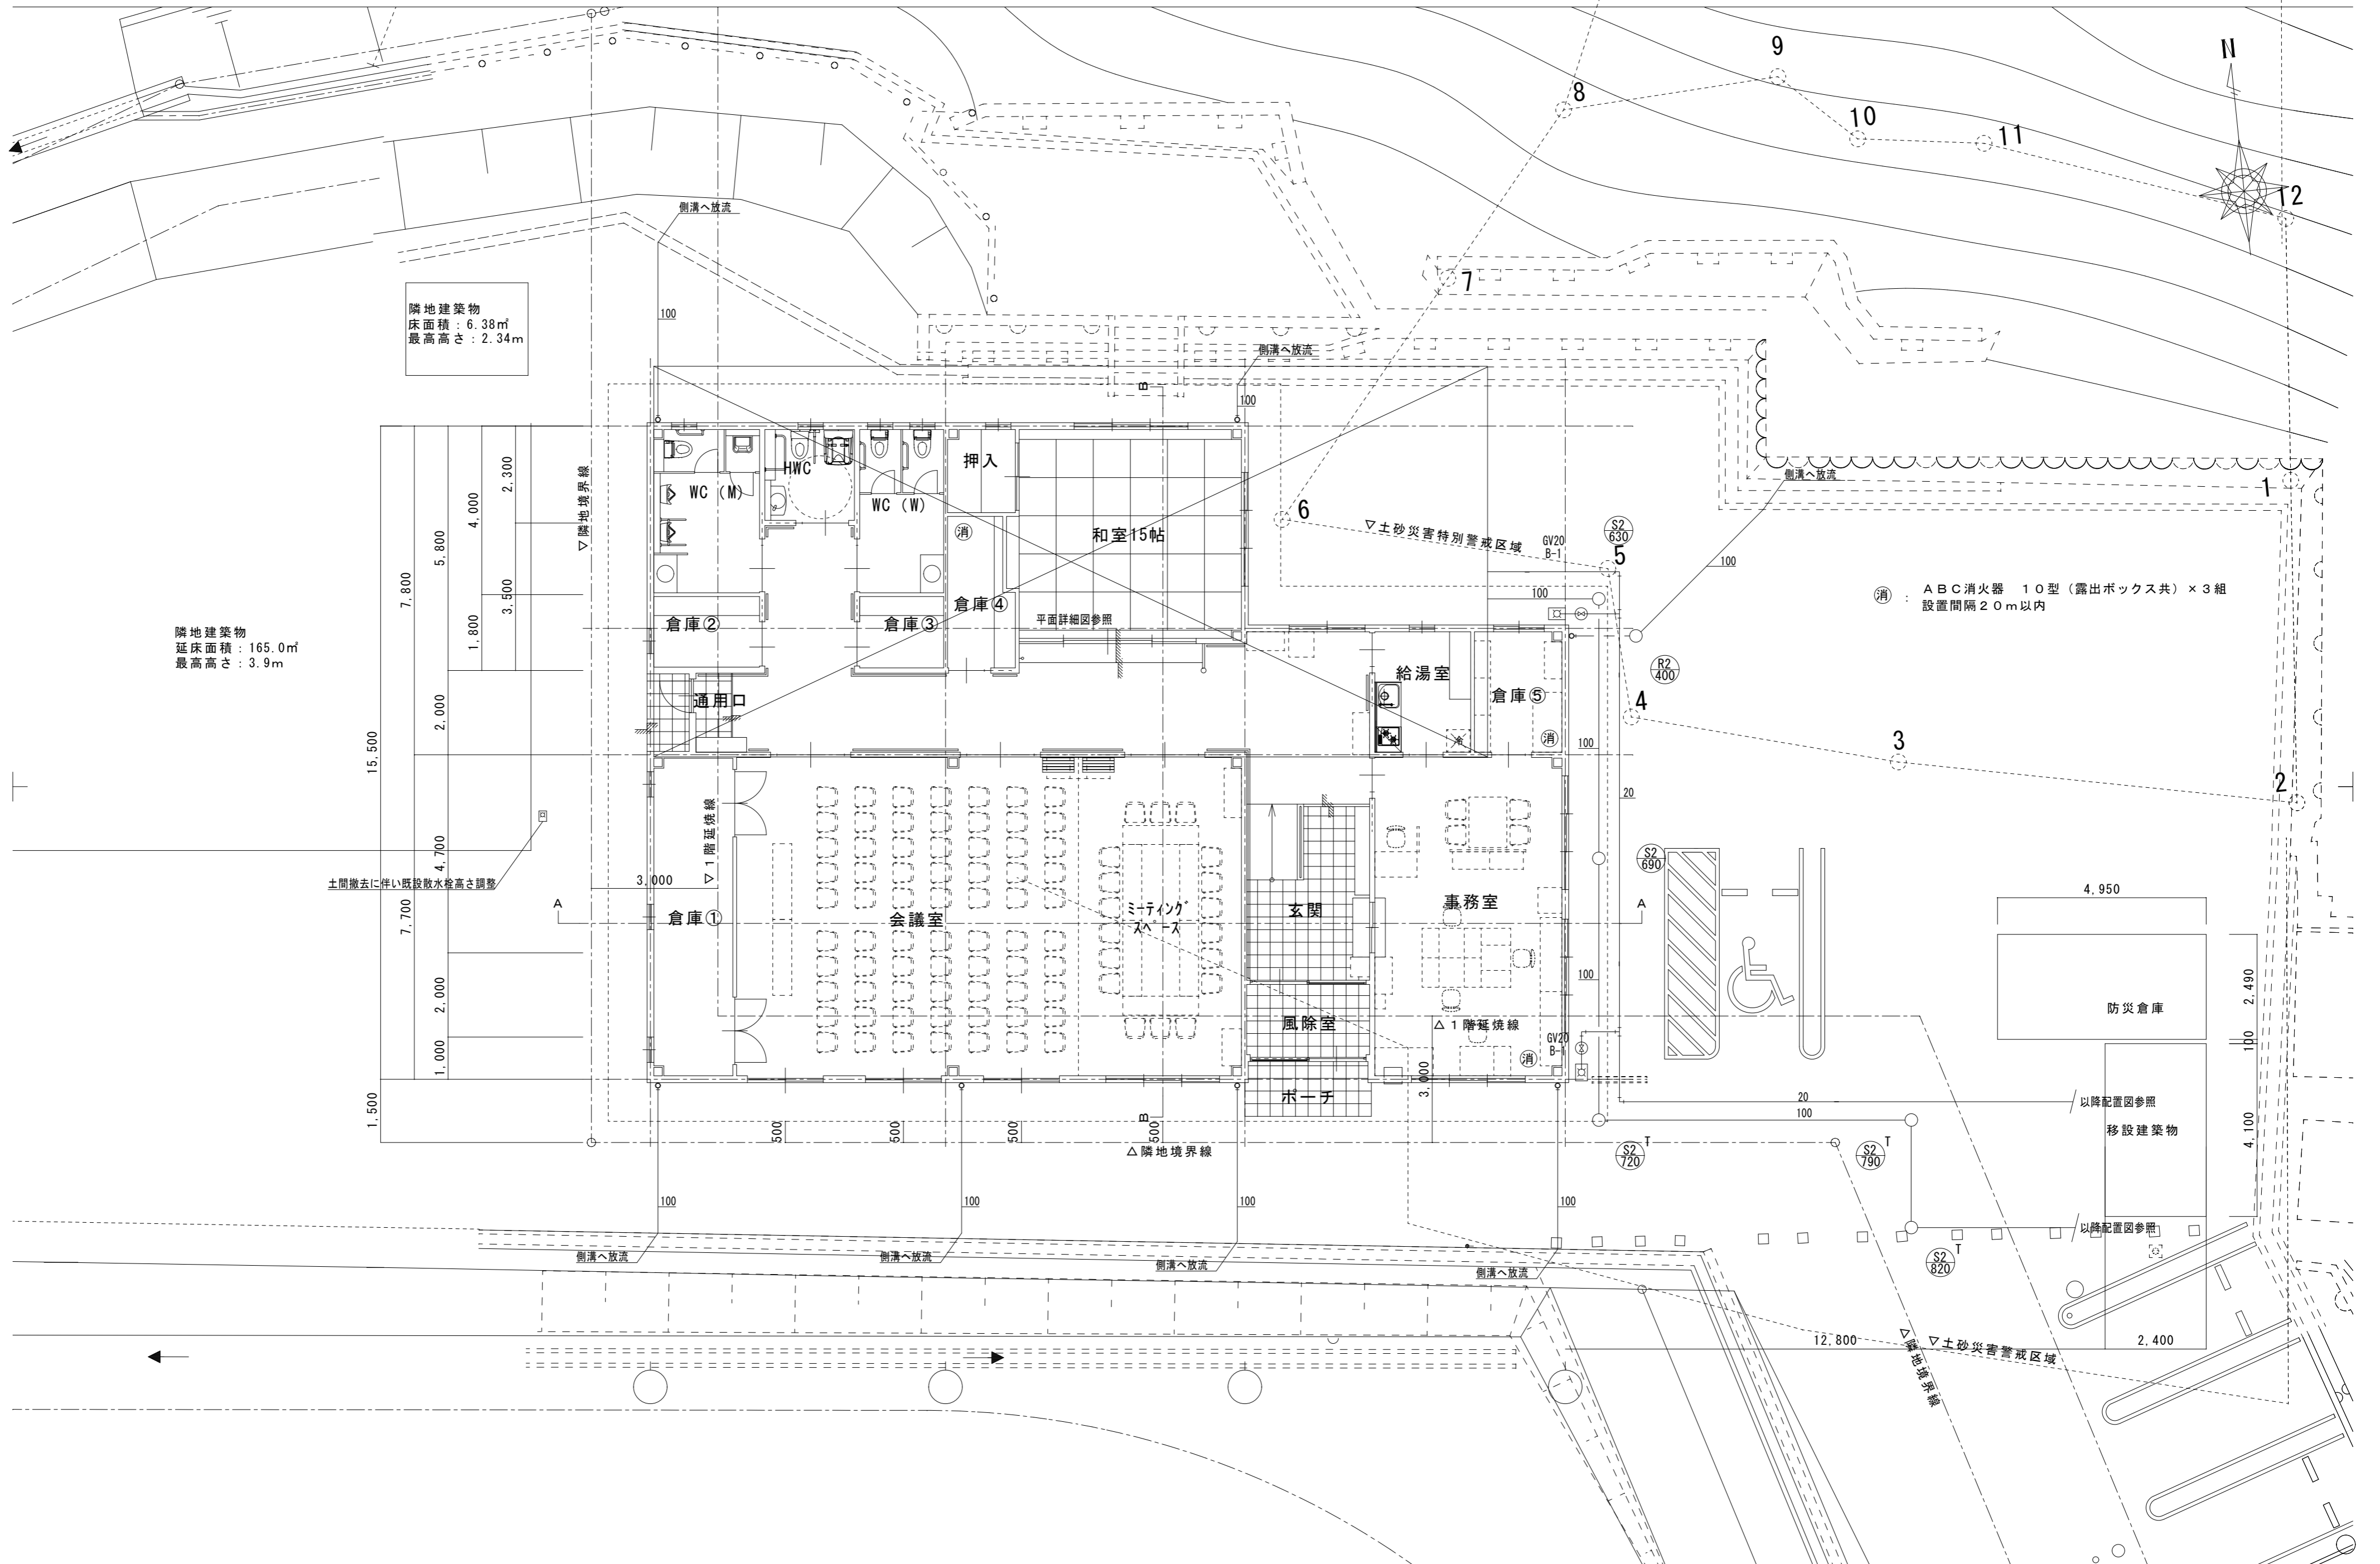 N
9
8
10
11
12
7
側溝へ放流
100
隣地建築物
床面積：6.38㎡
最高高さ：2.34m
側溝へ放流
100
B
▽隣地境界線
2,300
4,000
5,800
7,800
3,500
1,800
2,000
15,500
4,700
7,700
2,000
1,000
1,500
隣地建築物
延床面積：165.0㎡
最高高さ：3.9m
HWC
WC (M)
WC (W)
押入
消
和室15帖
倉庫②
倉庫③
倉庫④
平面詳細図参照
通用口
給湯室
倉庫⑤
冷
消
6
▽土砂災害特別警戒区域
GV20
B-1
S2
630
5
100
側溝へ放流
100
1
消 ： ABC消火器 10型（露出ボックス共）×3組
設置間隔20m以内
R2
400
4
100
3
2
20
土間撤去に伴い既設散水栓高さ調整
3,000
▽1階延焼線
A
倉庫①
会議室
ミーティング
スペース
玄関
事務室
A
S2
690
100
4,950
2,490
防災倉庫
100
風除室
△1階延焼線
GV20
B-1
消
3,000
ポーチ
20
以降配置図参照
100
移設建築物
4,100
500
500
500
500
B
△隣地境界線
S2
720
T
S2
790
T
100
100
100
100
側溝へ放流
側溝へ放流
側溝へ放流
側溝へ放流
以降配置図参照
S2
820
T
12,800
▽隣地境界線
▽土砂災害警戒区域
2,400